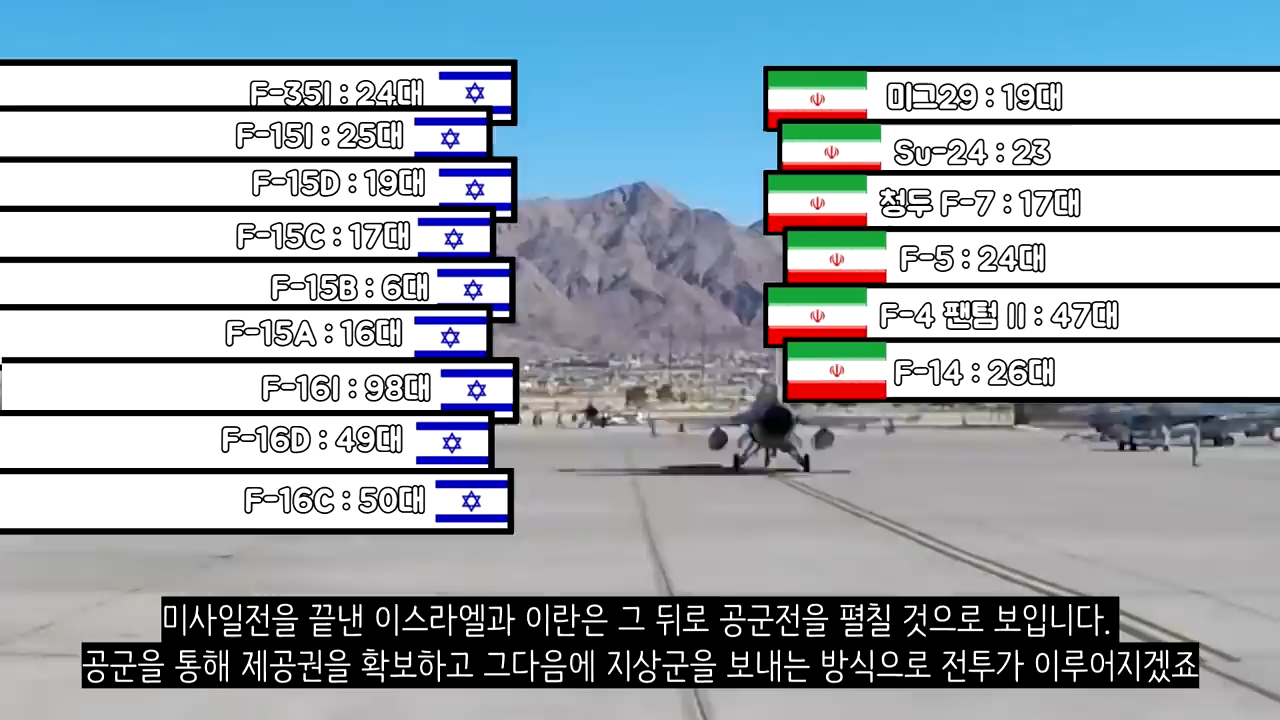 F-35I : 24대
F-15I : 25대
F-15D : 19대
F-15C : 17대
F-15B : 6대
F-15A : 16대
F-16I : 98대
F-16D : 49대
F-16C : 50대
미그29 : 19대
Su-24 : 23
청두 F-7 : 17대
F-5 : 24대
F-4 팬텀 II : 47대
F-14 : 26대
미사일전을 끝낸 이스라엘과 이란은 그 뒤로 공군전을 펼칠 것으로 보입니다.
공군을 통해 제공권을 확보하고 그다음에 지상군을 보내는 방식으로 전투가 이루어지겠죠